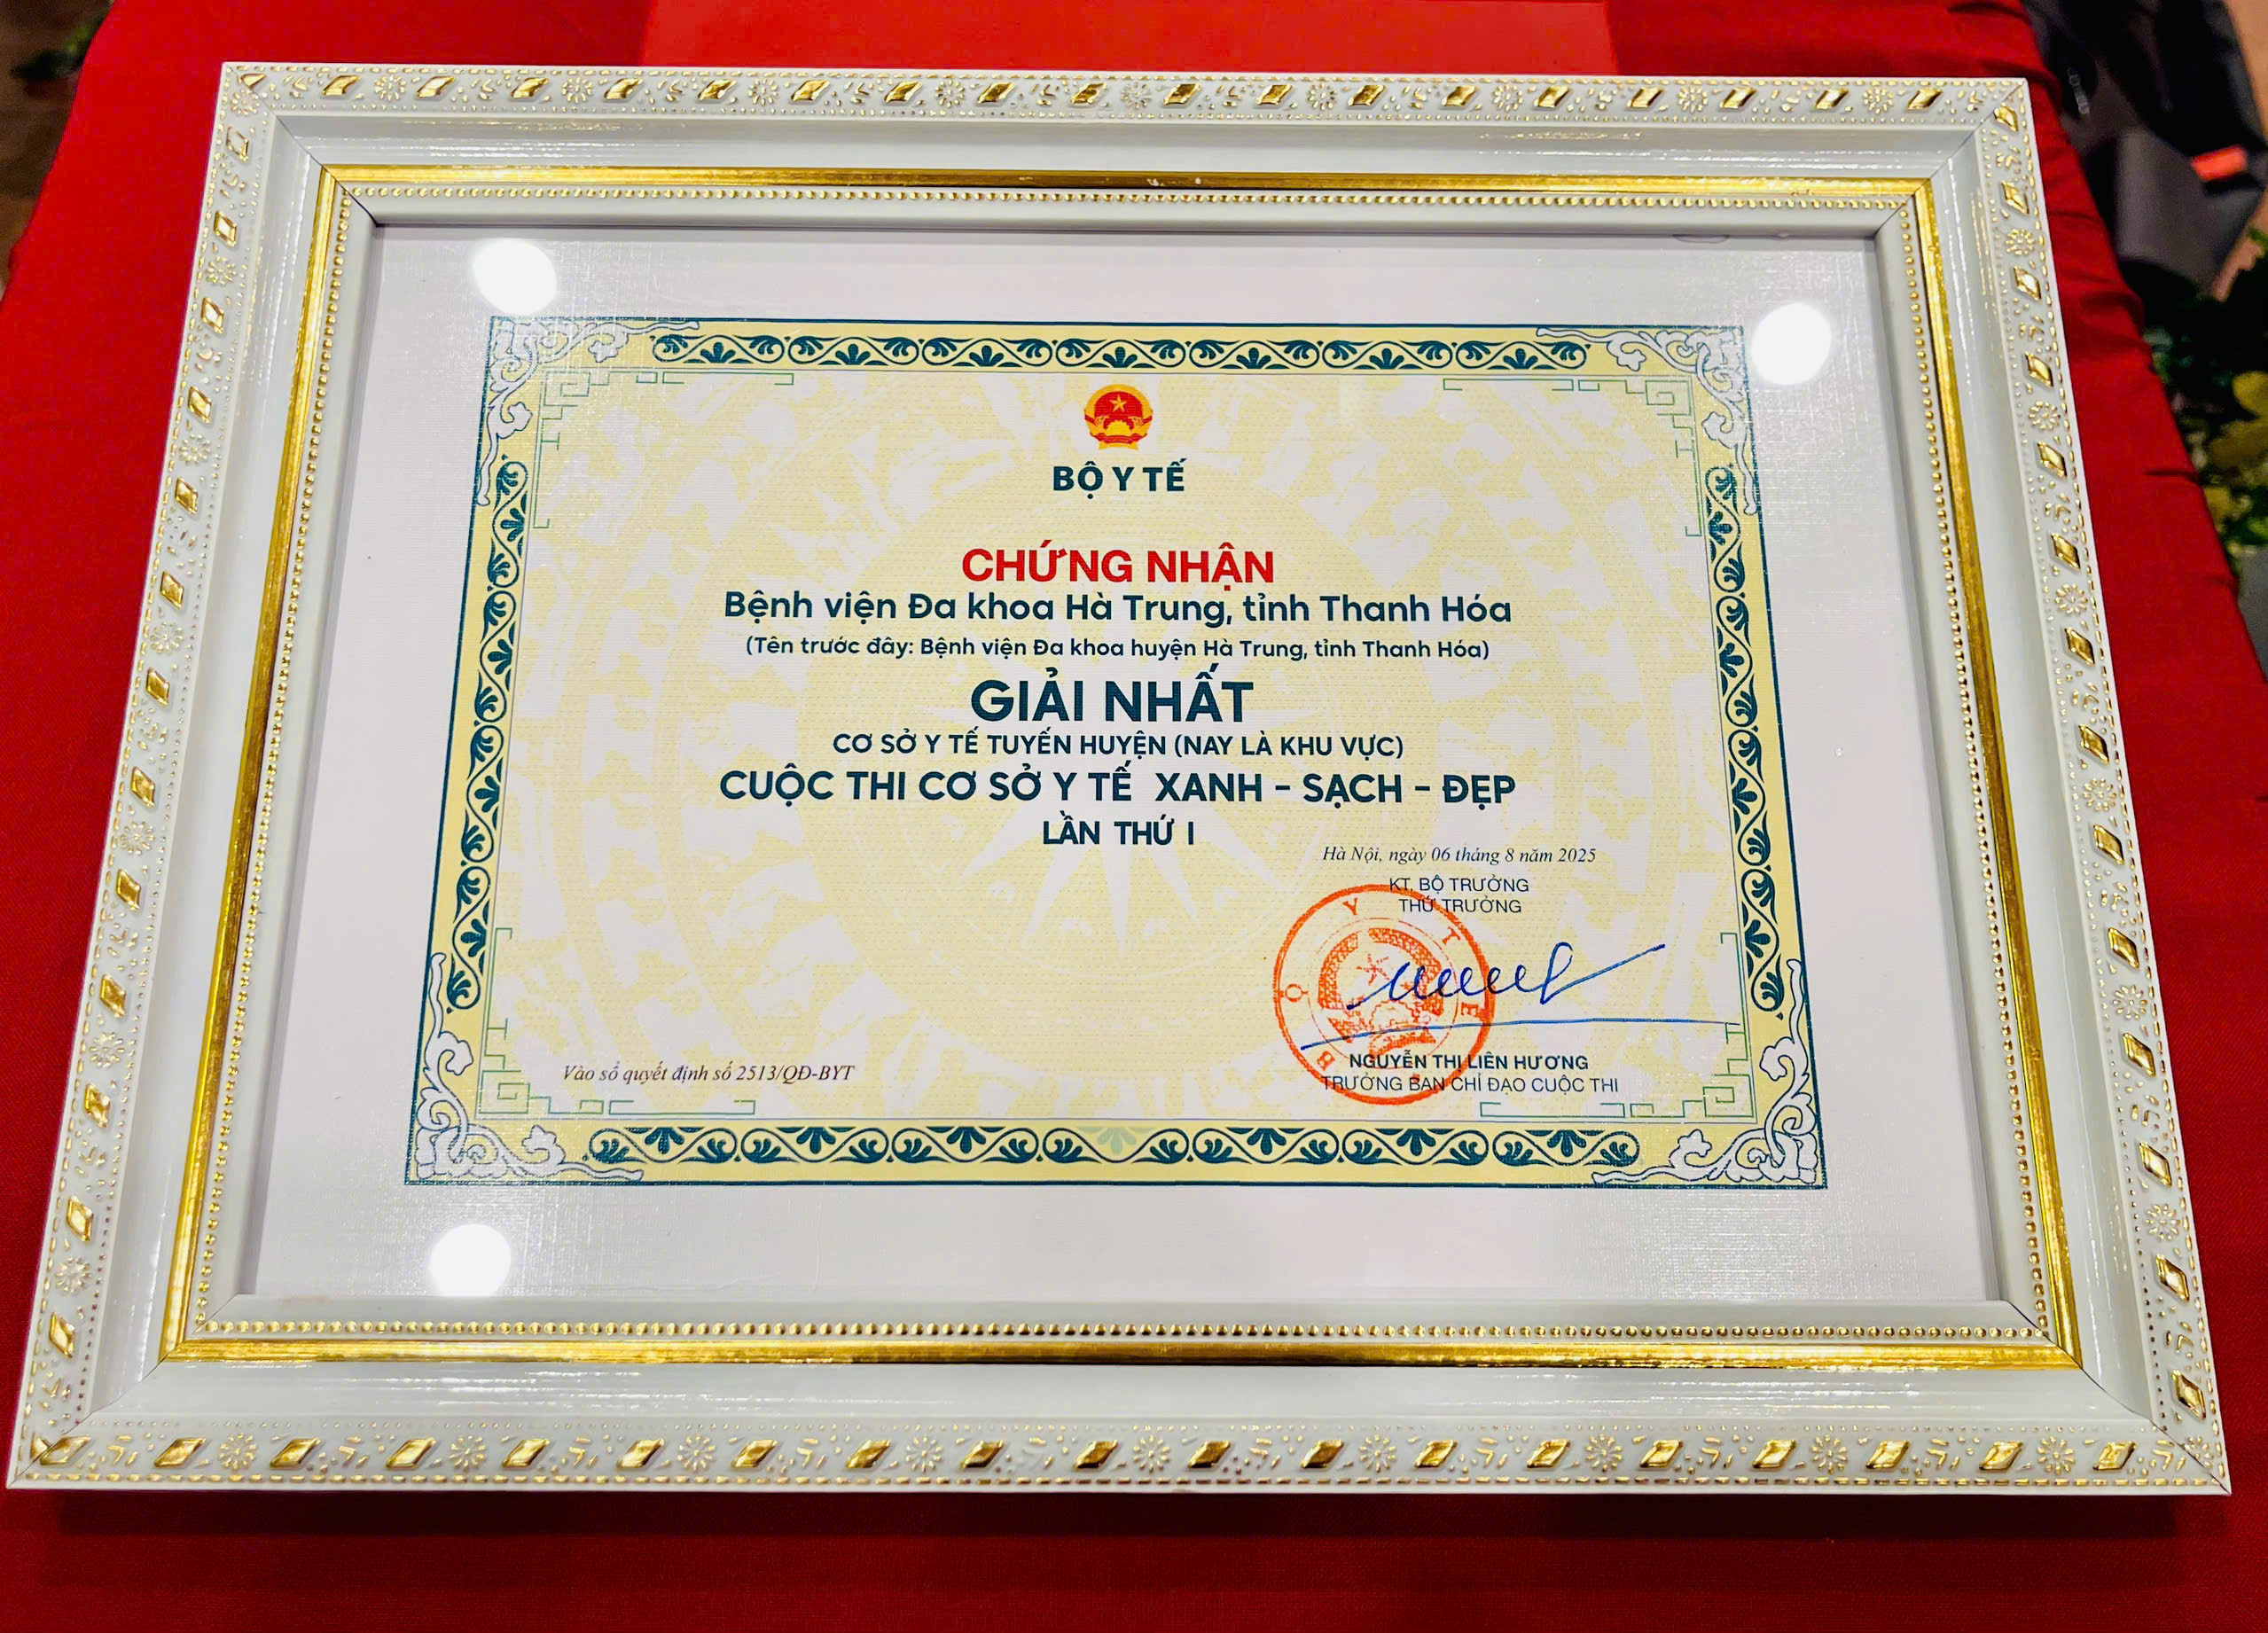 BỘ Y TẾ
CHỨNG NHẬN
Bệnh viện Đa khoa Hà Trung, tỉnh Thanh Hóa
(Tên trước đây: Bệnh viện Đa khoa huyện Hà Trung, tỉnh Thanh Hóa)
GIẢI NHẤT
CƠ SỞ Y TẾ TUYẾN HUYỆN (NAY LÀ KHU VỰC)
CUỘC THI CƠ SỞ Y TẾ XANH - SẠCH - ĐẸP
LẦN THỨ I
Hà Nội, ngày 06 tháng 8 năm 2025
KT. BỘ TRƯỞNG
THỨ TRƯỞNG
BỘ Y TẾ
NGUYỄN THỊ LIÊN HƯƠNG
TRƯỞNG BAN CHỈ ĐẠO CUỘC THI
Vào sổ quyết định số 2513/QĐ-BYT